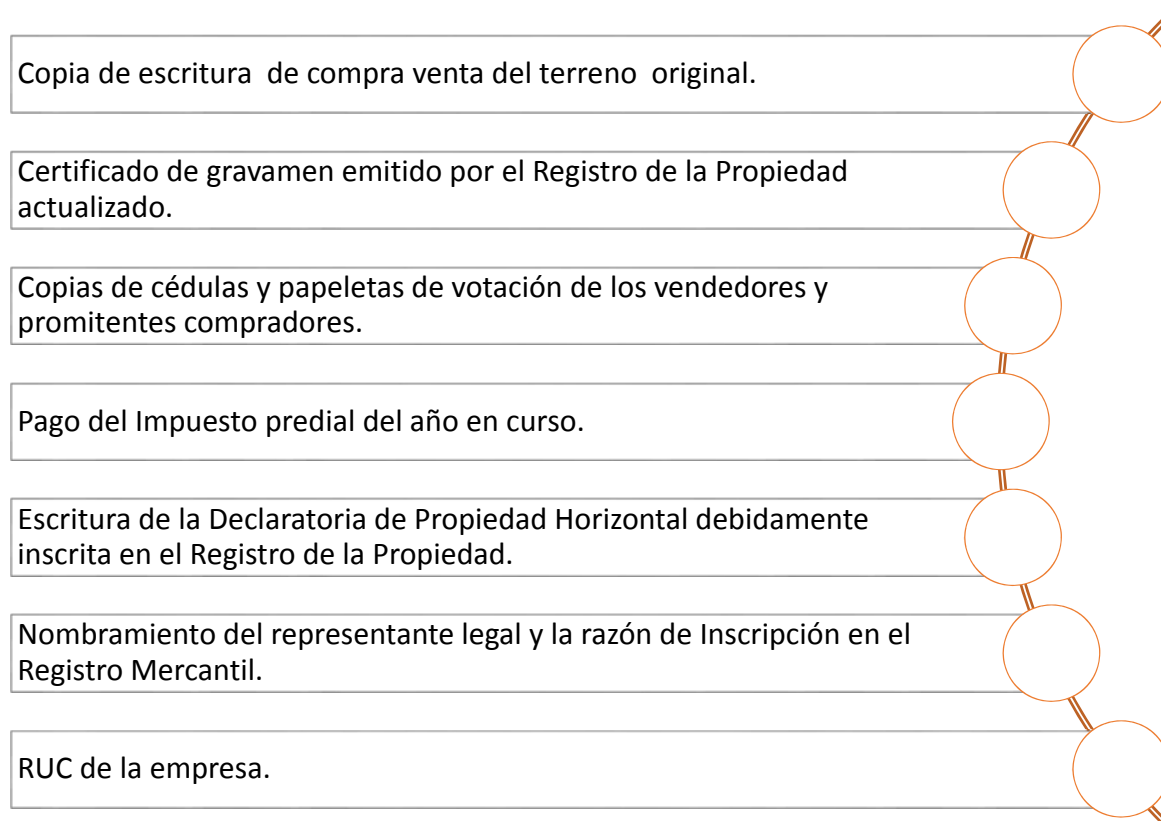 Copia de escritura  de compra venta del terreno  original.
Certificado de gravamen emitido por el Registro de la Propiedad
actualizado.
Copias de cédulas y papeletas de votación de los vendedores y
promitentes compradores.
Pago del Impuesto predial del año en curso.
Escritura de la Declaratoria de Propiedad Horizontal debidamente
inscrita en el Registro de la Propiedad.
Nombramiento del representante legal y la razón de Inscripción en el
Registro Mercantil.
RUC de la empresa.